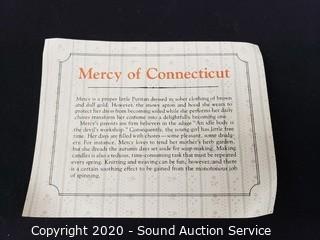 Mercy of Connecticut
Mercy is a proper little Puritan dressed in sober clothing of brown
and dull gold. However, the snowy apron and hood she wears to
protect her dress from becoming soiled while she performs her daily
chores transform her costume into a delightfully becoming one.
Mercy's parents are firm believers in the adage "An idle body is
the devil's workshop." Consequently, the young girl has little free
time. Her days are filled with chores—some pleasant, some drudg-
ery. For instance, Mercy loves to tend her mother's herb garden,
but she dreads the autumn days set aside for soap-making. Making
candles is also a tedious, time-consuming task that must be repeated
every spring. Knitting and weaving can be fun, however; and there is
a certain soothing effect to be gained from the monotonous job
of spinning.
Copyright 2020 - Sound Auction Service